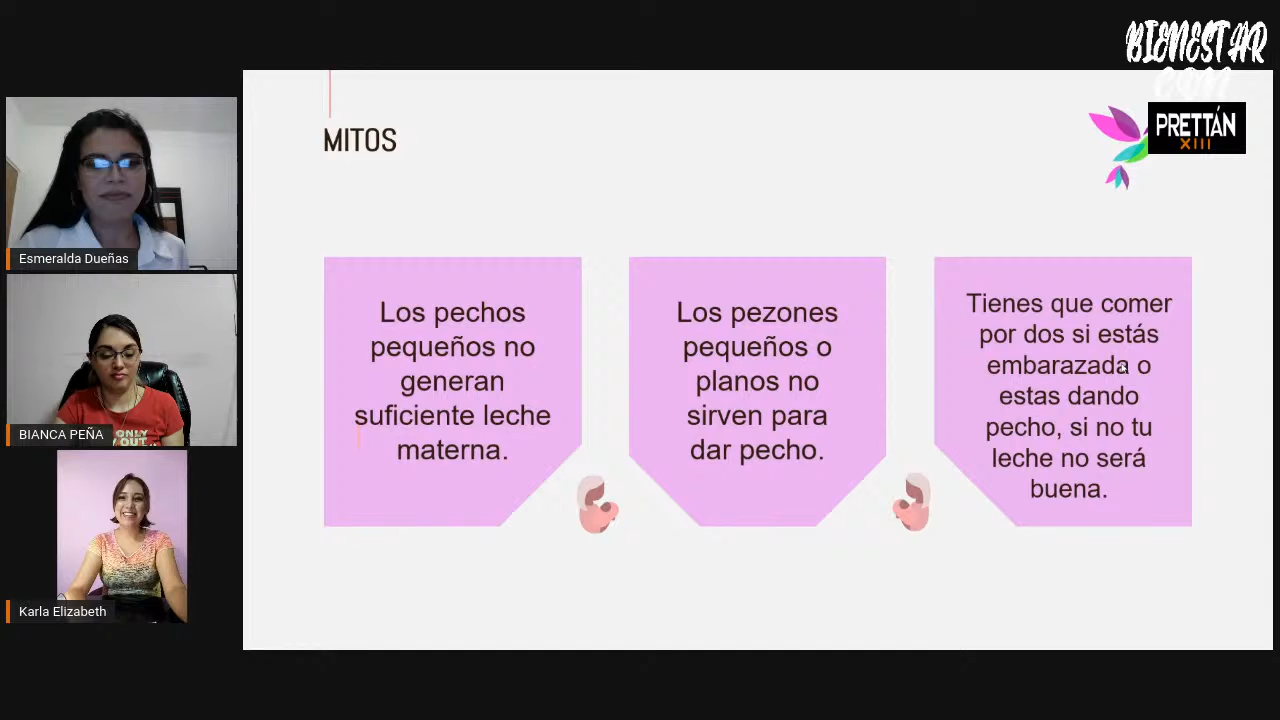 BIENESTAR
CON
PRETTÁN
XIII
MITOS
Los pechos
pequeños no
generan
suficiente leche
materna.
Los pezones
pequeños o
planos no
sirven para
dar pecho.
Tienes que comer
por dos si estás
embarazada o
estas dando
pecho, si no tu
leche no será
buena.
Esmeralda Dueñas
BIANCA PEÑA
ONLY
OUT
Karla Elizabeth